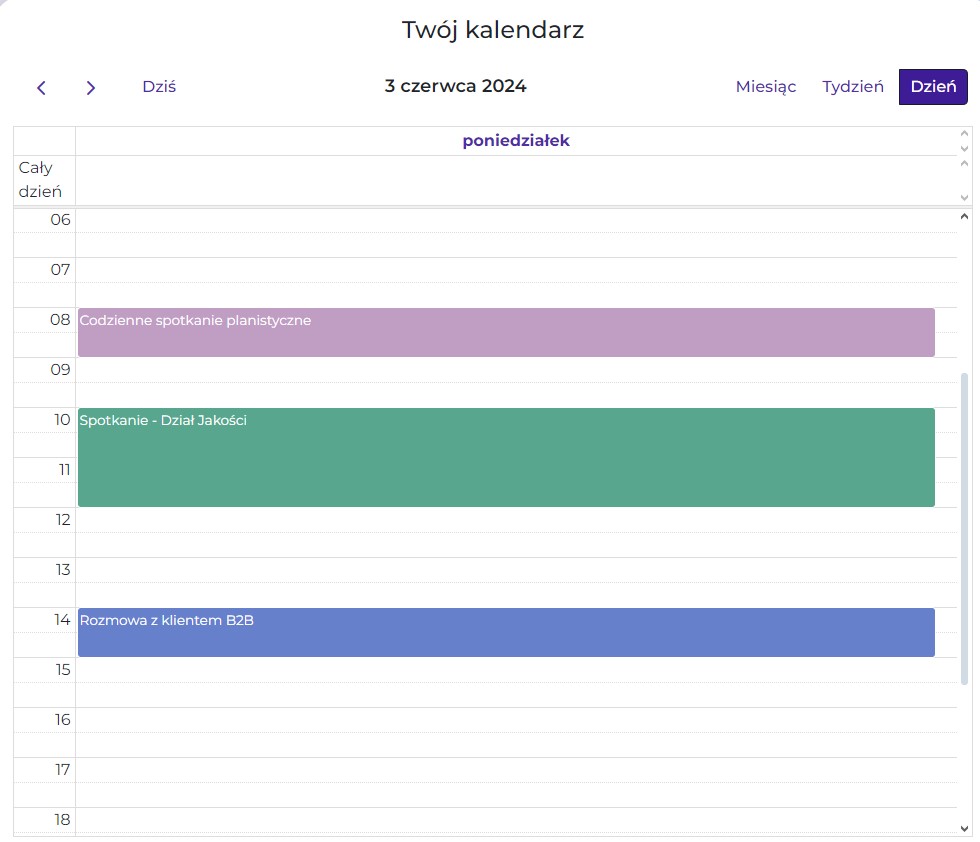 Twój kalendarz
Dziś 3 czerwca 2024 Miesiąc Tydzień Dzień
poniedziałek
Cały
dzień
06
07
08 Codzienne spotkanie planistyczne
09
10 Spotkanie - Dział Jakości
11
12
13
14 Rozmowa z klientem B2B
15
16
17
18